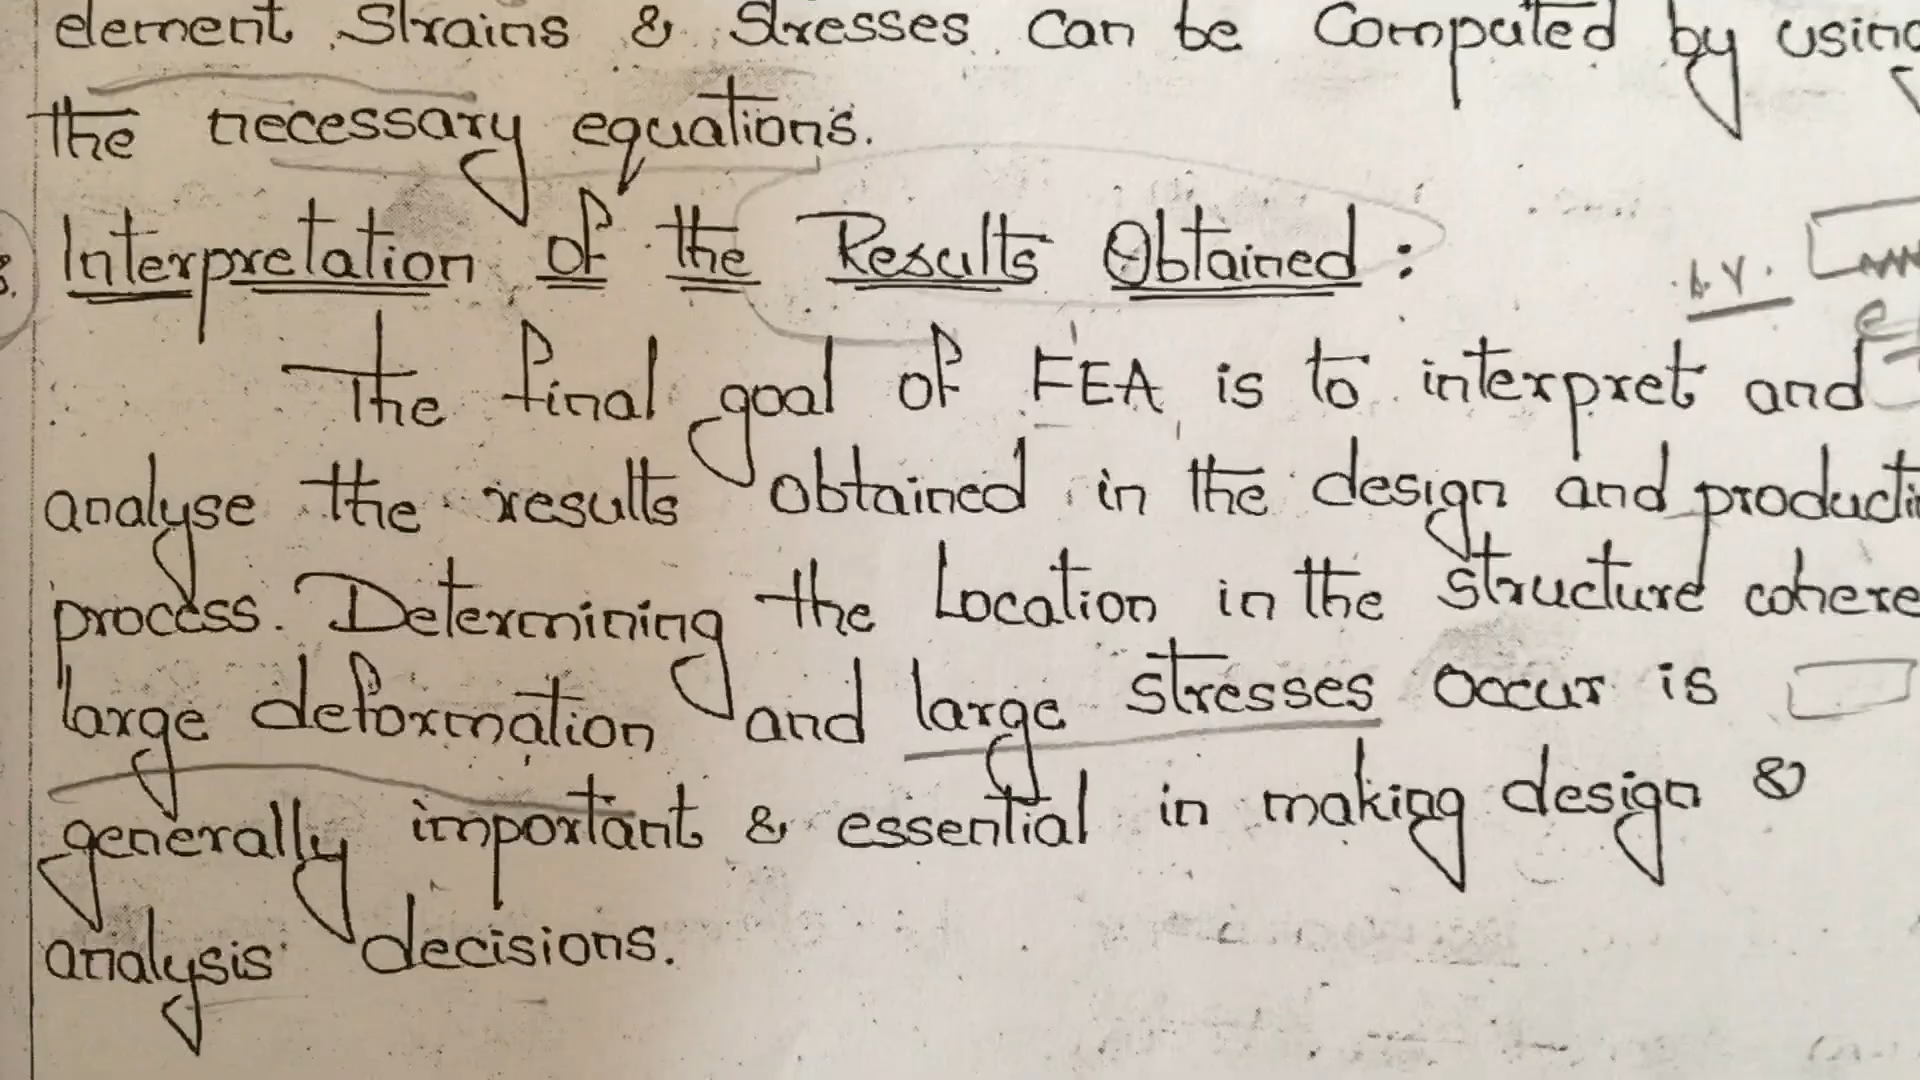 element strains & stresses can be computed by using
the necessary equations.
Interpretation of the Results Obtained :
The final goal of FEA is to interpret and
analyse the results obtained in the design and producti
process. Determining the Location in the structure where
large deformation and large stresses occur is
generally important & essential in making design &
analysis decisions.